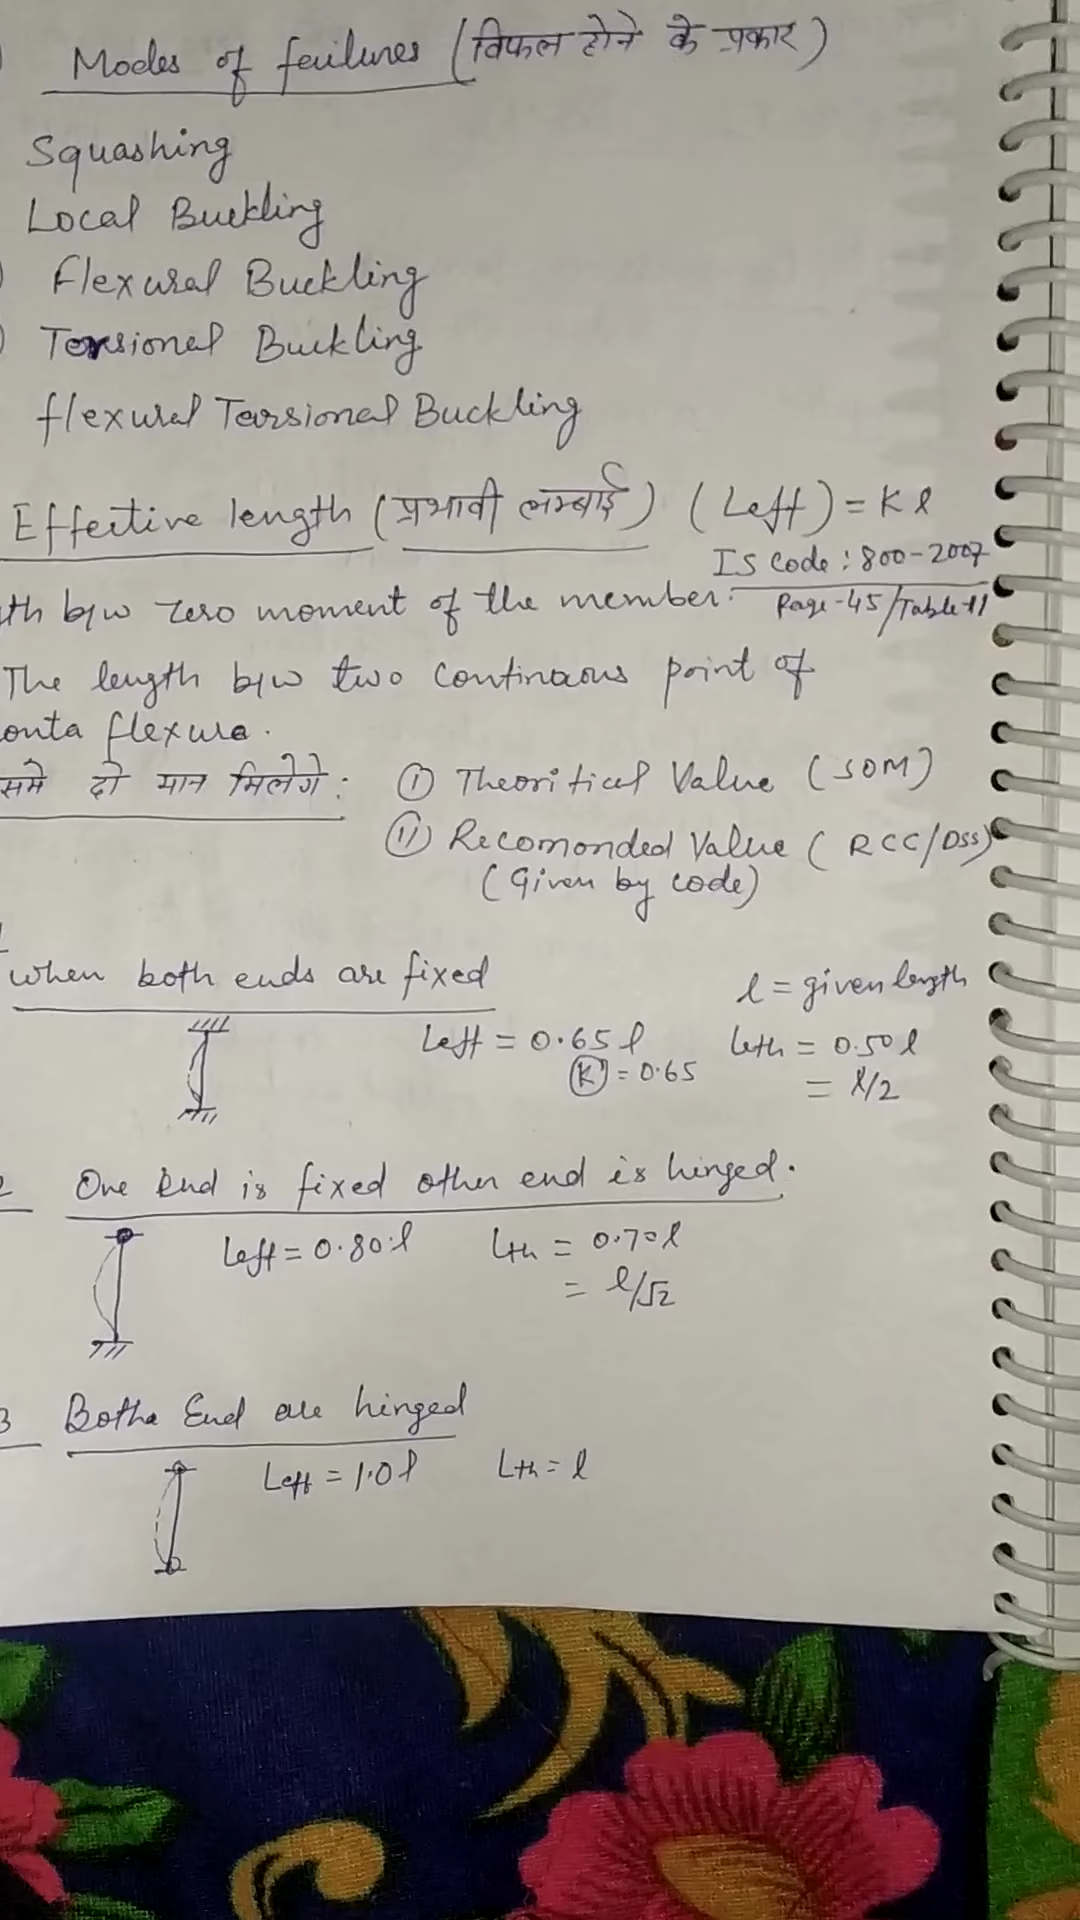 Modes of failures (विफल होने के प्रकार)
Squashing
Local Buckling
Flexural Buckling
Torsional Buckling
flexural Torsional Buckling
Effective length (प्रभावी लम्बाई) (Leff) = K l
IS Code : 800-2007
th b/w zero moment of the member. Page-45/Table-11
The length b/w two continuous point of
onta flexure.
समे दो मान मिलेगे : (i) Theoritical Value (SOM)
(ii) Recomonded Value ( RCC/DSS)
(Given by code)
when both ends are fixed l = given length
Leff = 0.65 l leth = 0.50 l
K = 0.65 = l/2
2 One End is fixed other end is hinged.
Leff = 0.80 l Lth = 0.70 l
= l/√2
3 Bothe End are hinged
Leff = 1.0 l Lth = l